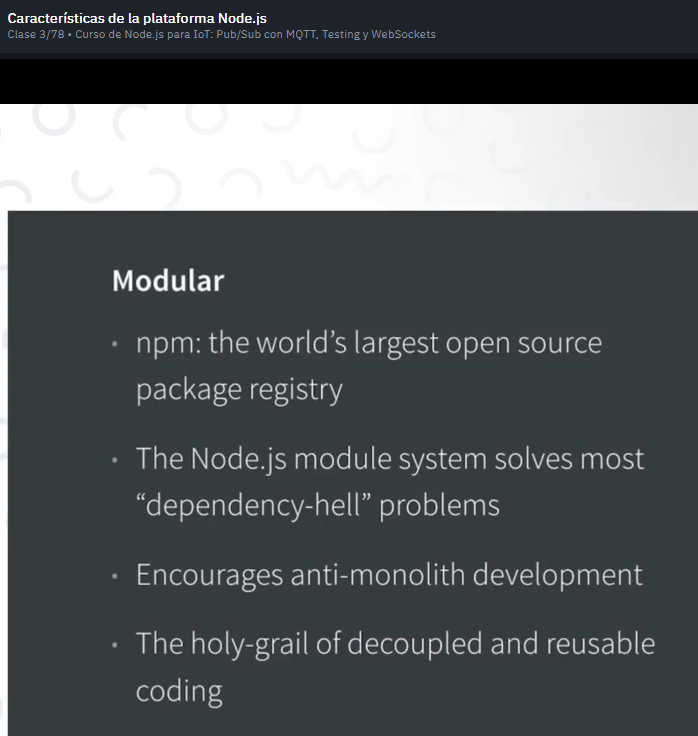 Características de la plataforma Node.js
Clase 3/78 • Curso de Node.js para IoT: Pub/Sub con MQTT, Testing y WebSockets
Modular
• npm: the world’s largest open source
package registry
• The Node.js module system solves most
“dependency-hell” problems
• Encourages anti-monolith development
• The holy-grail of decoupled and reusable
coding